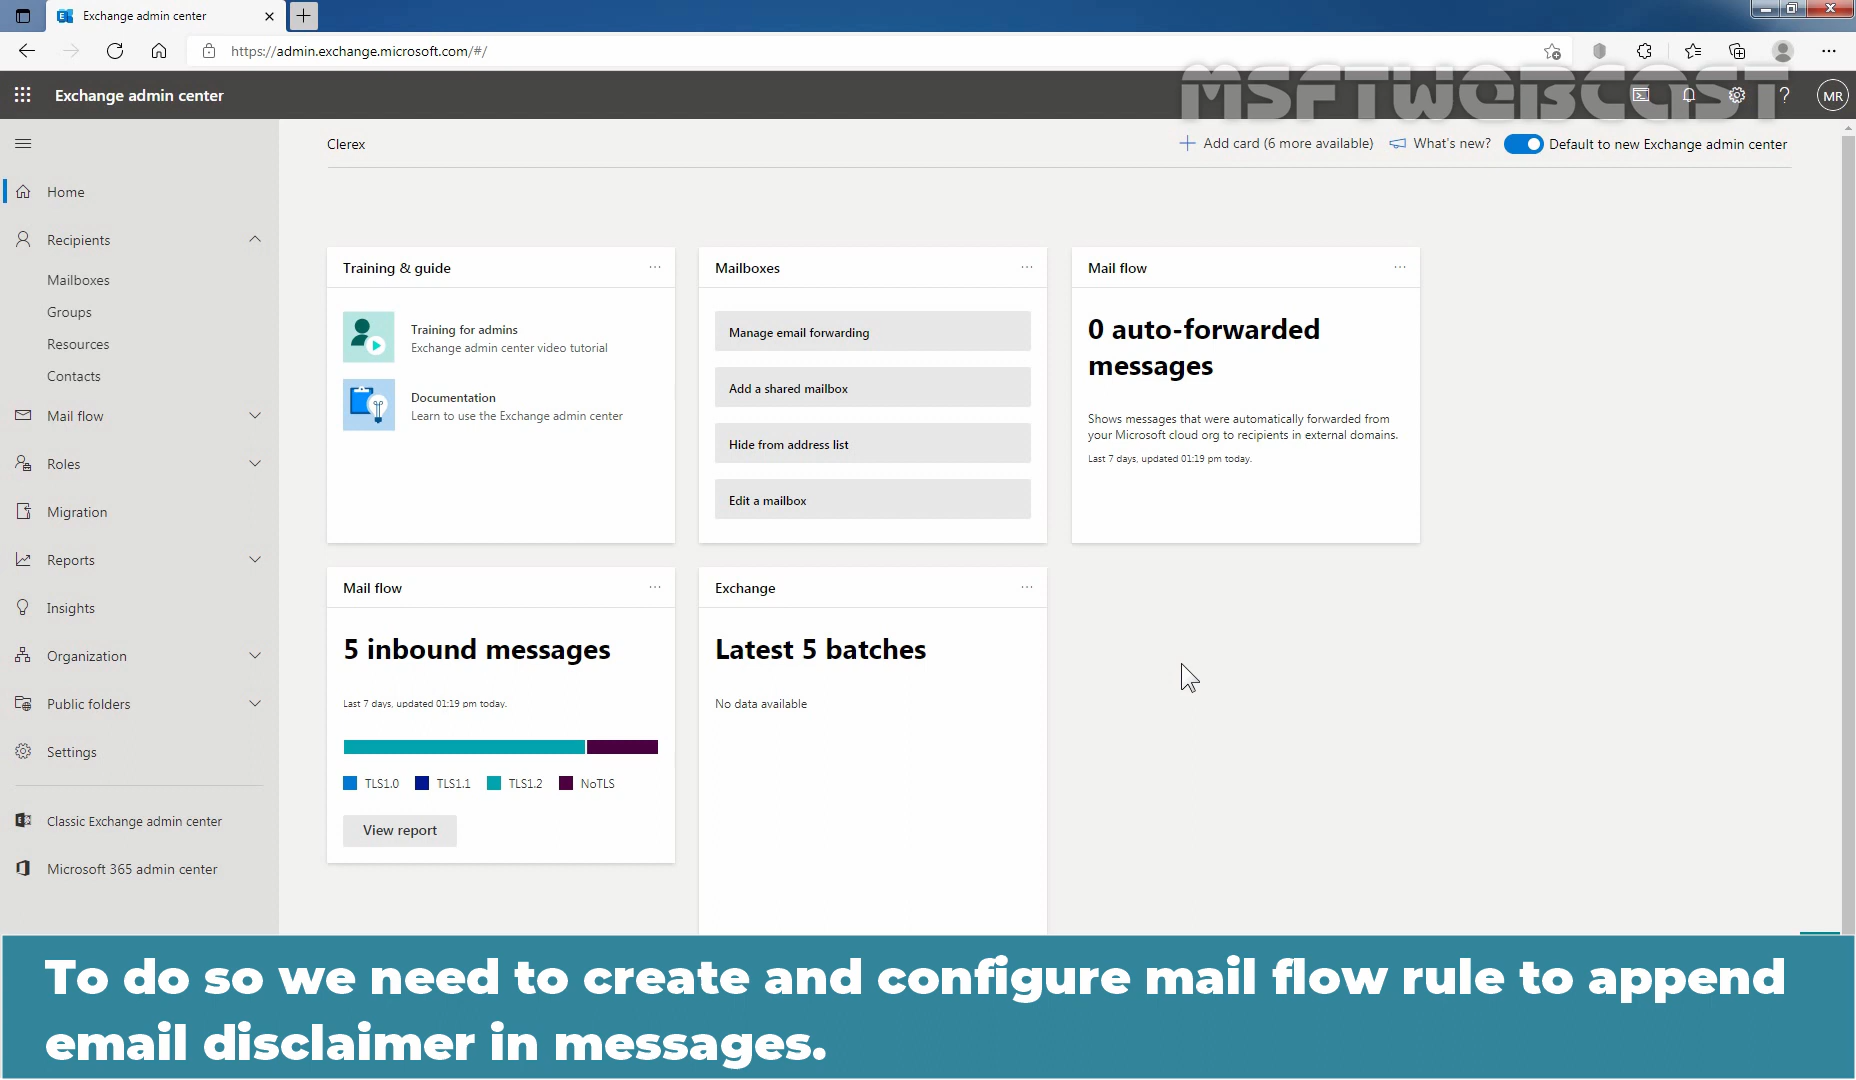 Exchange admin center
https://admin.exchange.microsoft.com/#/
MSFTWEBCAST
Exchange admin center
MR
Clerex
Add card (6 more available)
What's new?
Default to new Exchange admin center
Home
Recipients
Mailboxes
Groups
Resources
Contacts
Mail flow
Roles
Migration
Reports
Insights
Organization
Public folders
Settings
Classic Exchange admin center
Microsoft 365 admin center
Training & guide
Training for admins
Exchange admin center video tutorial
Documentation
Learn to use the Exchange admin center
Mailboxes
Manage email forwarding
Add a shared mailbox
Hide from address list
Edit a mailbox
Mail flow
0 auto-forwarded
messages
Shows messages that were automatically forwarded from
your Microsoft cloud org to recipients in external domains.
Last 7 days, updated 01:19 pm today.
Mail flow
5 inbound messages
Last 7 days, updated 01:19 pm today.
TLS1.0 TLS1.1 TLS1.2 NoTLS
View report
Exchange
Latest 5 batches
No data available
To do so we need to create and configure mail flow rule to append
email disclaimer in messages.